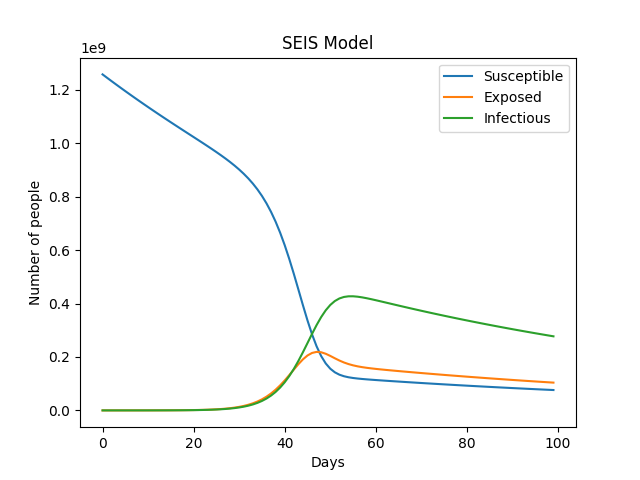 SEIS Model
1e9
Susceptible
Exposed
Infectious
1.2
1.0
0.8
0.6
0.4
0.2
0.0
Number of people
0 20 40 60 80 100
Days